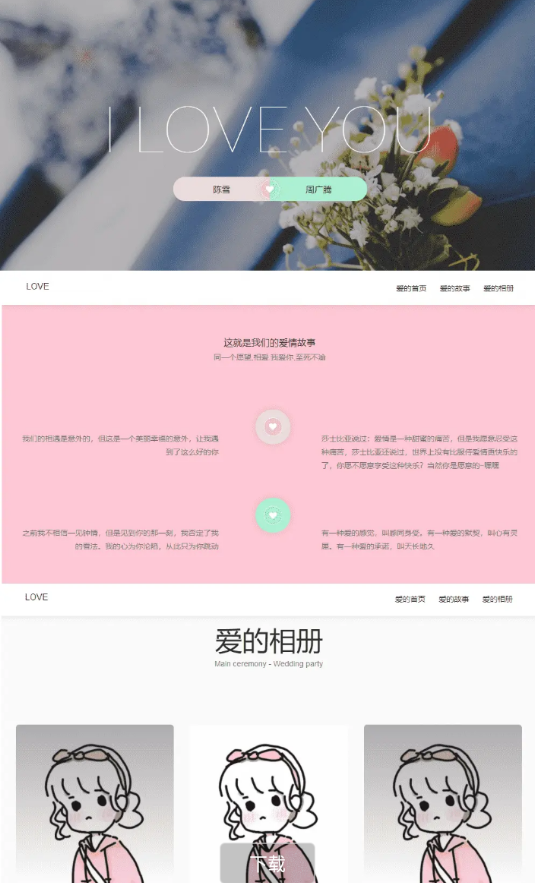 I LOVE YOU
陈露
周广腾
LOVE
爱的首页 爱的故事 爱的相册
这就是我们的爱情故事
同一个愿望 相爱 我爱你 至死不渝
我们的相遇是意外的，但这是一个美丽幸福的意外，让我遇
到了这么好的你
莎士比亚说过：爱情是一种甜蜜的痛苦，但是我愿意忍受这
种痛苦，莎士比亚还说过，世界上没有比服侍爱情更快乐的
了，你愿不愿意享受这种快乐？当然你是愿意的~嘿嘿
之前我不相信一见钟情，但是见到你的那一刻，我否定了我
的看法，我的心为你沦陷，从此只为你跳动
有一种爱的感觉，叫感同身受。有一种爱的默契，叫心有灵
犀。有一种爱的承诺，叫天长地久
LOVE
爱的首页 爱的故事 爱的相册
爱的相册
Main ceremony - Wedding party
下载